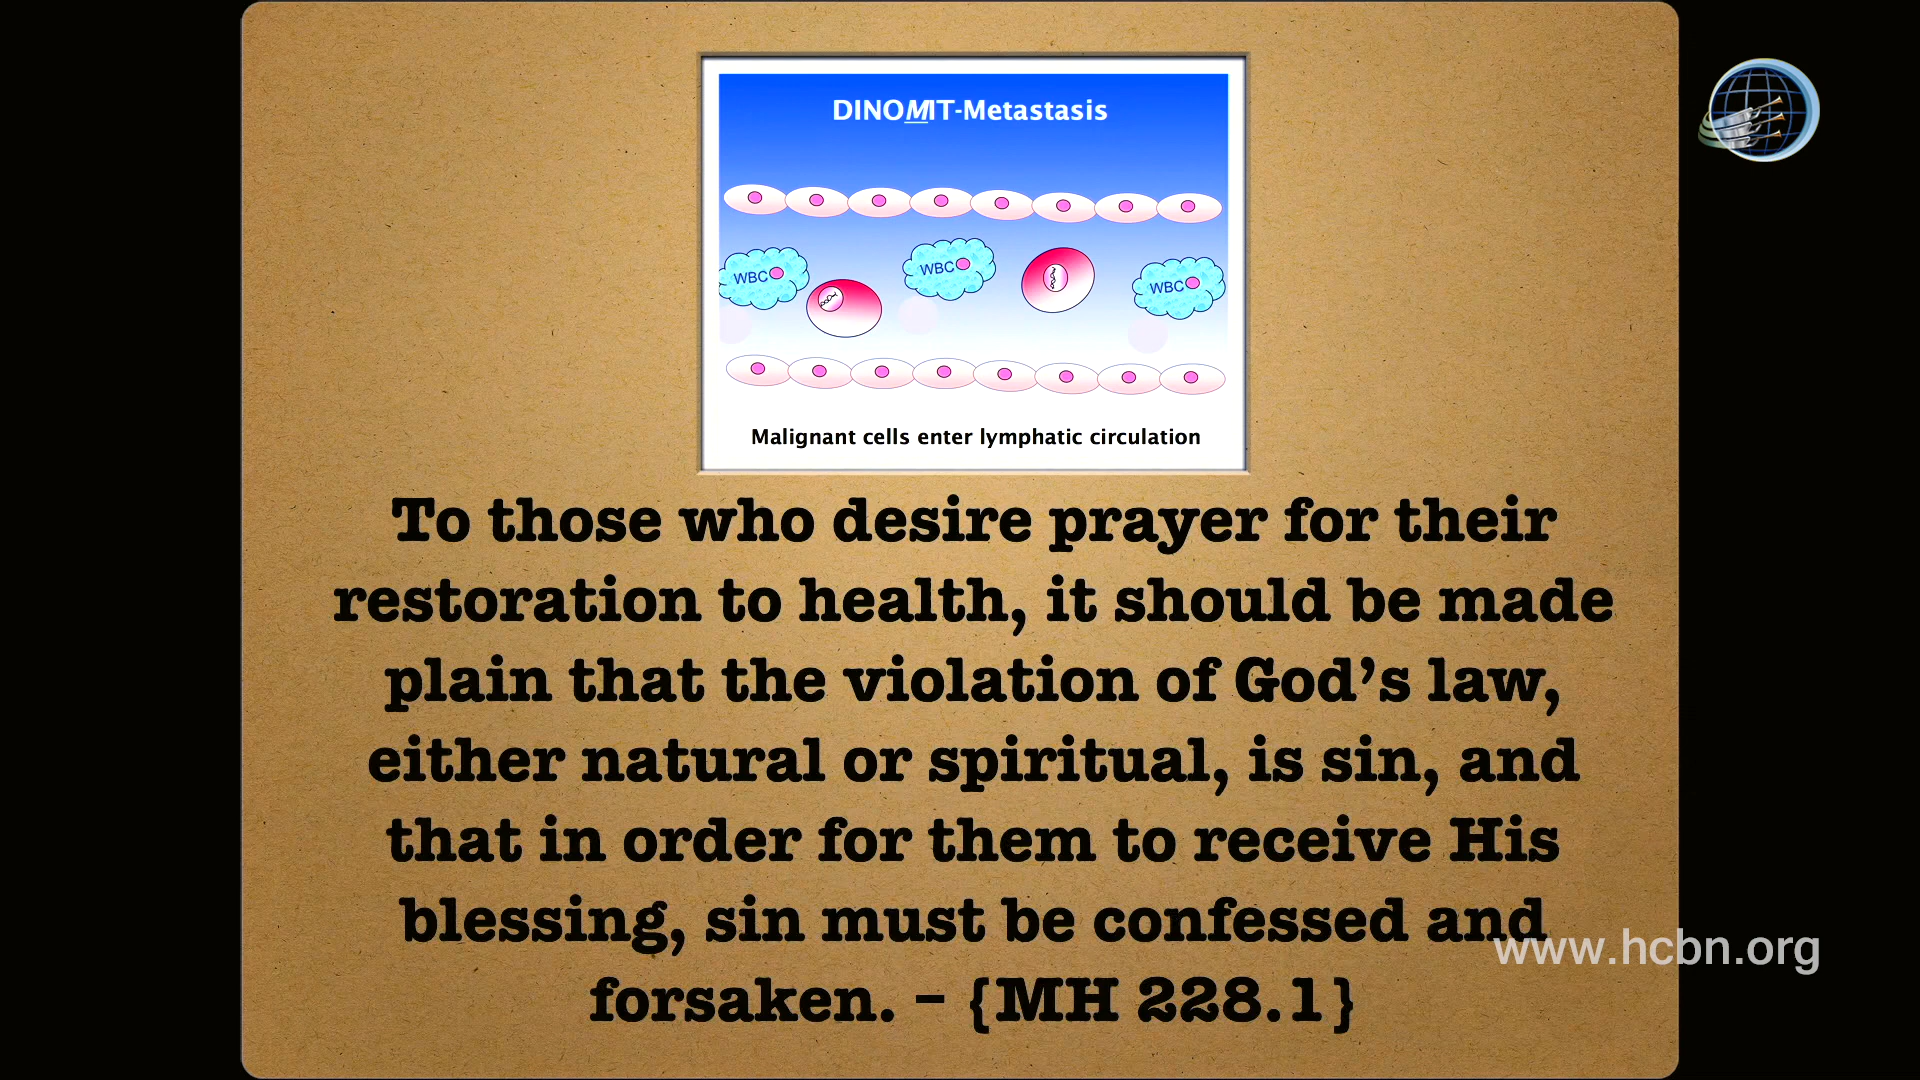 DINOMIT-Metastasis
WBC
WBC
WBC
Malignant cells enter lymphatic circulation
To those who desire prayer for their
restoration to health, it should be made
plain that the violation of God’s law,
either natural or spiritual, is sin, and
that in order for them to receive His
blessing, sin must be confessed and
www.hcbn.org
forsaken. – {MH 228.1}